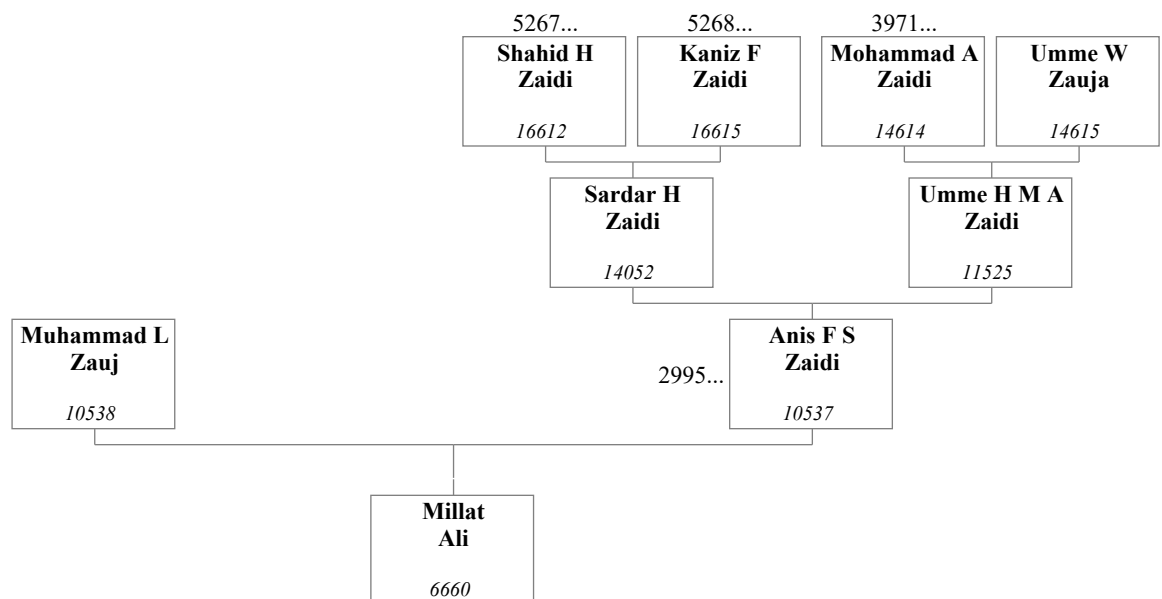 5267...
5268...
3971...
Shahid H
Zaidi
16612
Kaniz F
Zaidi
16615
Mohammad A
Zaidi
14614
Umme W
Zauja
14615
Sardar H
Zaidi
14052
Umme H M A
Zaidi
11525
Muhammad L
Zauj
10538
2995...
Anis F S
Zaidi
10537
Millat
Ali
6660